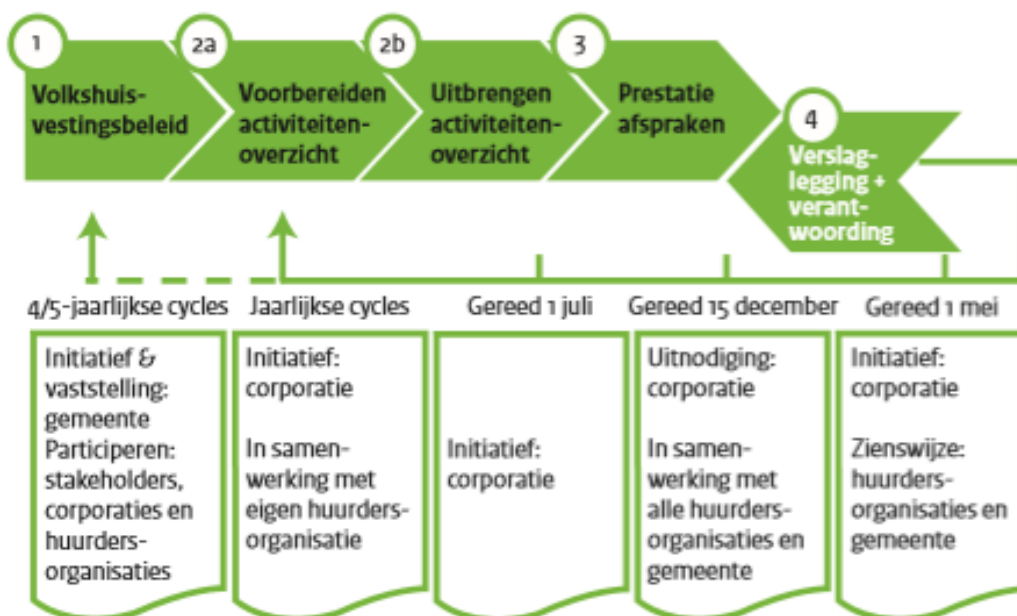 1
Volkshuis-
vestingsbeleid
2a
Voorbereiden
activiteiten-
overzicht
2b
Uitbrengen
activiteiten-
overzicht
3
Prestatie
afspraken
4
Verslag-
legging +
verant-
woording
4/5-jaarlijkse cycles
Jaarlijkse cycles
Gereed 1 juli
Gereed 15 december
Gereed 1 mei
Initiatief &
vaststelling:
gemeente
Participeren:
stakeholders,
corporaties en
huurders-
organisaties
Initiatief:
corporatie
In samen-
werking met
eigen huurders-
organisatie
Initiatief:
corporatie
Uitnodiging:
corporatie
In samen-
werking met
alle huurders-
organisaties en
gemeente
Initiatief:
corporatie
Zienswijze:
huurders-
organisaties en
gemeente